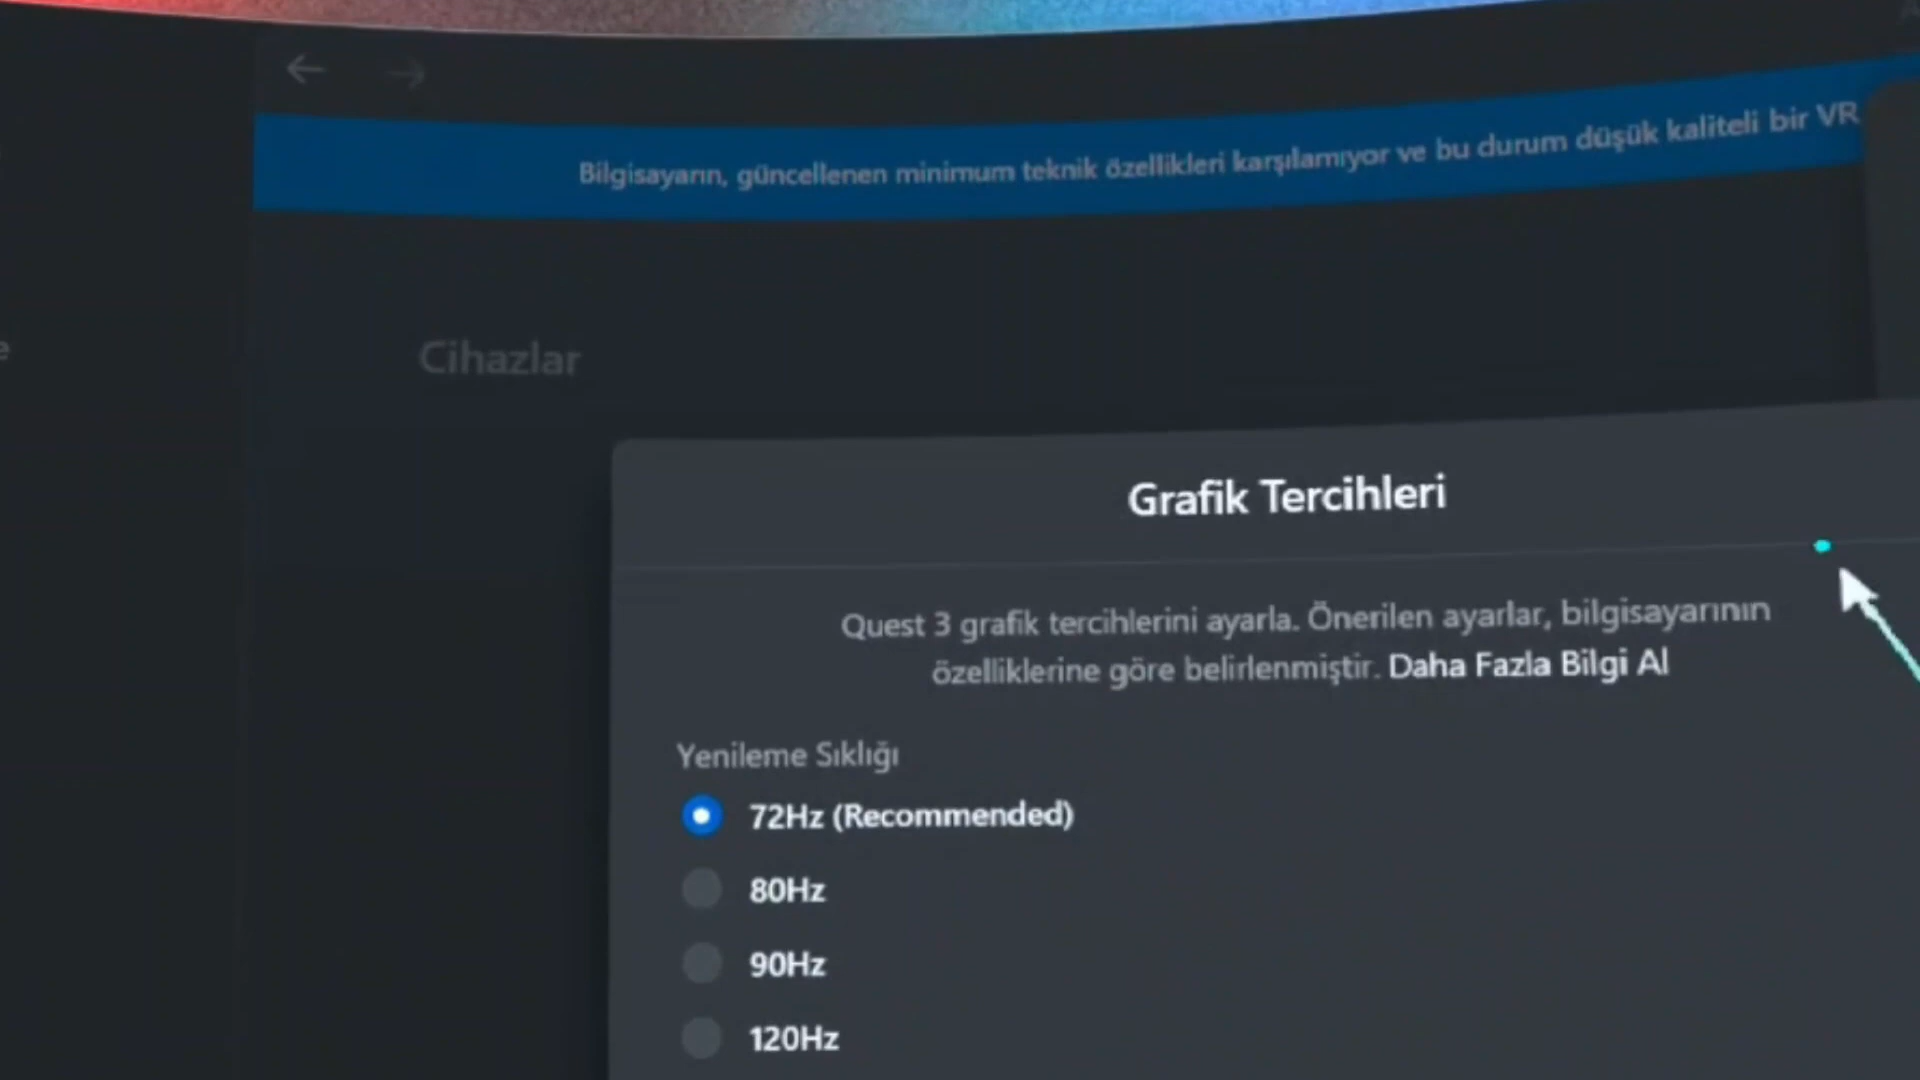 Bilgisayarın, güncellenen minimum teknik özellikleri karşılamıyor ve bu durum düşük kaliteli bir VR
Cihazlar
Grafik Tercihleri
Quest 3 grafik tercihlerini ayarla. Önerilen ayarlar, bilgisayarının
özelliklerine göre belirlenmiştir. Daha Fazla Bilgi Al
Yenileme Sıklığı
72Hz (Recommended)
80Hz
90Hz
120Hz